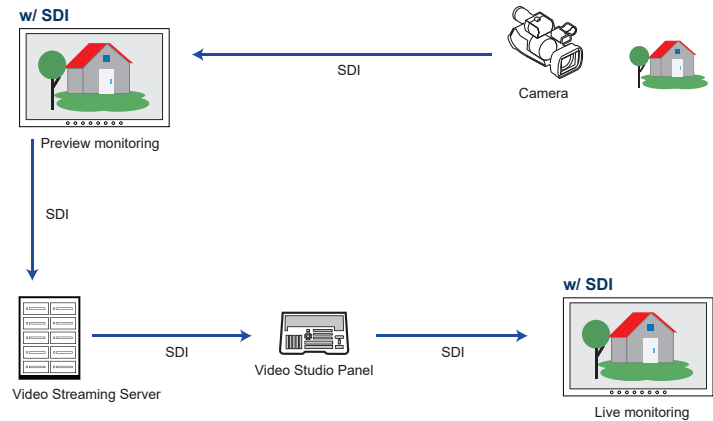 w/ SDI
SDI
Camera
Preview monitoring
SDI
w/ SDI
SDI
SDI
Video Studio Panel
Video Streaming Server
Live monitoring